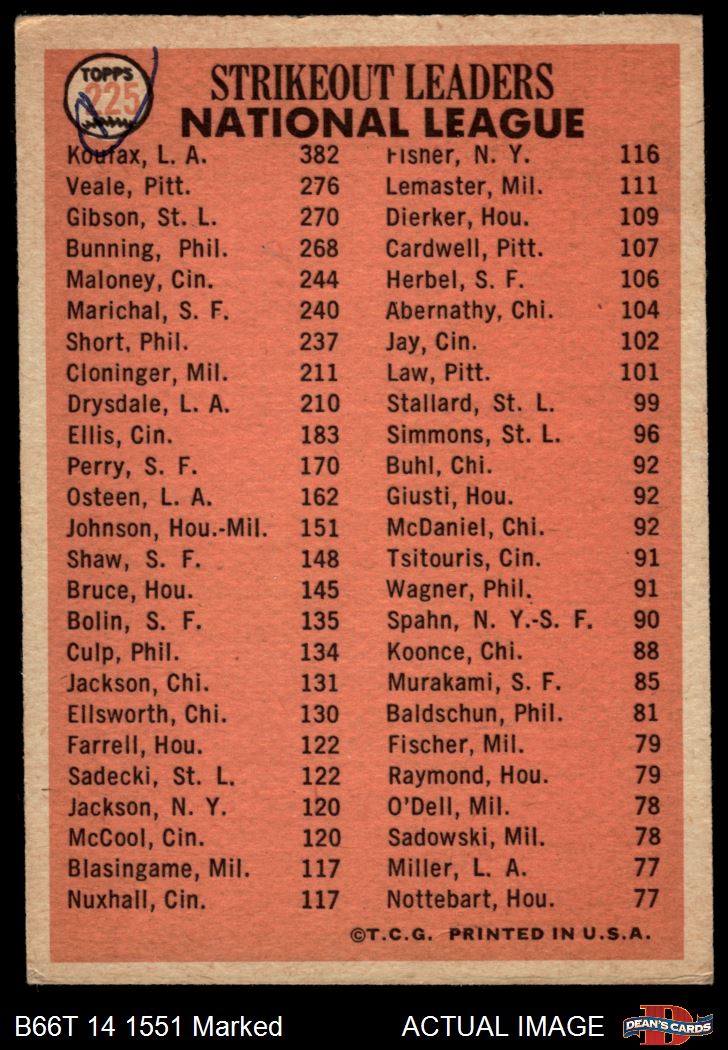 TOPPS
225
STRIKEOUT LEADERS
NATIONAL LEAGUE
Koufax, L. A. 382
Veale, Pitt. 276
Gibson, St. L. 270
Bunning, Phil. 268
Maloney, Cin. 244
Marichal, S. F. 240
Short, Phil. 237
Cloninger, Mil. 211
Drysdale, L. A. 210
Ellis, Cin. 183
Perry, S. F. 170
Osteen, L. A. 162
Johnson, Hou.-Mil. 151
Shaw, S. F. 148
Bruce, Hou. 145
Bolin, S. F. 135
Culp, Phil. 134
Jackson, Chi. 131
Ellsworth, Chi. 130
Farrell, Hou. 122
Sadecki, St. L. 122
Jackson, N. Y. 120
McCool, Cin. 120
Blasingame, Mil. 117
Nuxhall, Cin. 117
Fisher, N. Y. 116
Lemaster, Mil. 111
Dierker, Hou. 109
Cardwell, Pitt. 107
Herbel, S. F. 106
Abernathy, Chi. 104
Jay, Cin. 102
Law, Pitt. 101
Stallard, St. L. 99
Simmons, St. L. 96
Buhl, Chi. 92
Giusti, Hou. 92
McDaniel, Chi. 92
Tsitouris, Cin. 91
Wagner, Phil. 91
Spahn, N. Y.-S. F. 90
Koonce, Chi. 88
Murakami, S. F. 85
Baldschun, Phil. 81
Fischer, Mil. 79
Raymond, Hou. 79
O'Dell, Mil. 78
Sadowski, Mil. 78
Miller, L. A. 77
Nottebart, Hou. 77
©T.C.G. PRINTED IN U.S.A.
B66T 14 1551 Marked ACTUAL IMAGE
D
DEAN'S CARDS